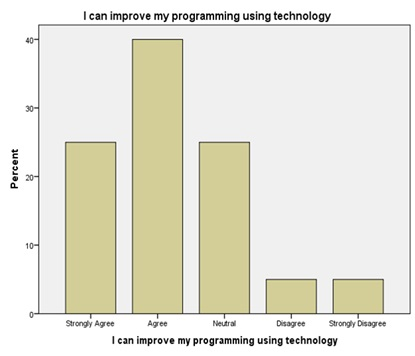 I can improve my programming using technology
40
30
20
10
0
Percent
Strongly Agree
Agree
Neutral
Disagree
Strongly Disagree
I can improve my programming using technology